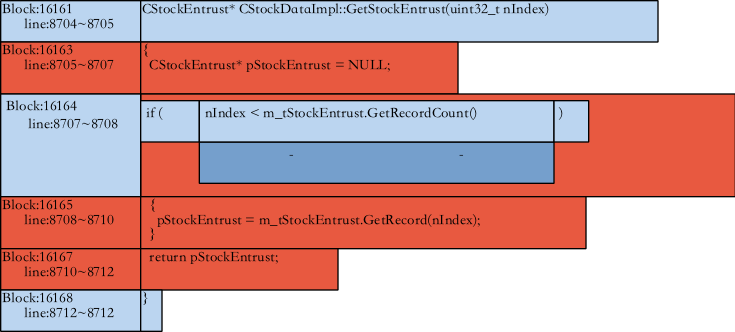 Block:16161 CStockEntrust* CStockDataImpl::GetStockEntrust(uint32_t nIndex)
line:8704~8705
Block:16163 {
line:8705~8707 CStockEntrust* pStockEntrust = NULL;
Block:16164 if ( nIndex < m_tStockEntrust.GetRecordCount() )
line:8707~8708
- -
Block:16165 {
line:8708~8710 pStockEntrust = m_tStockEntrust.GetRecord(nIndex);
}
Block:16167 return pStockEntrust;
line:8710~8712
Block:16168 }
line:8712~8712